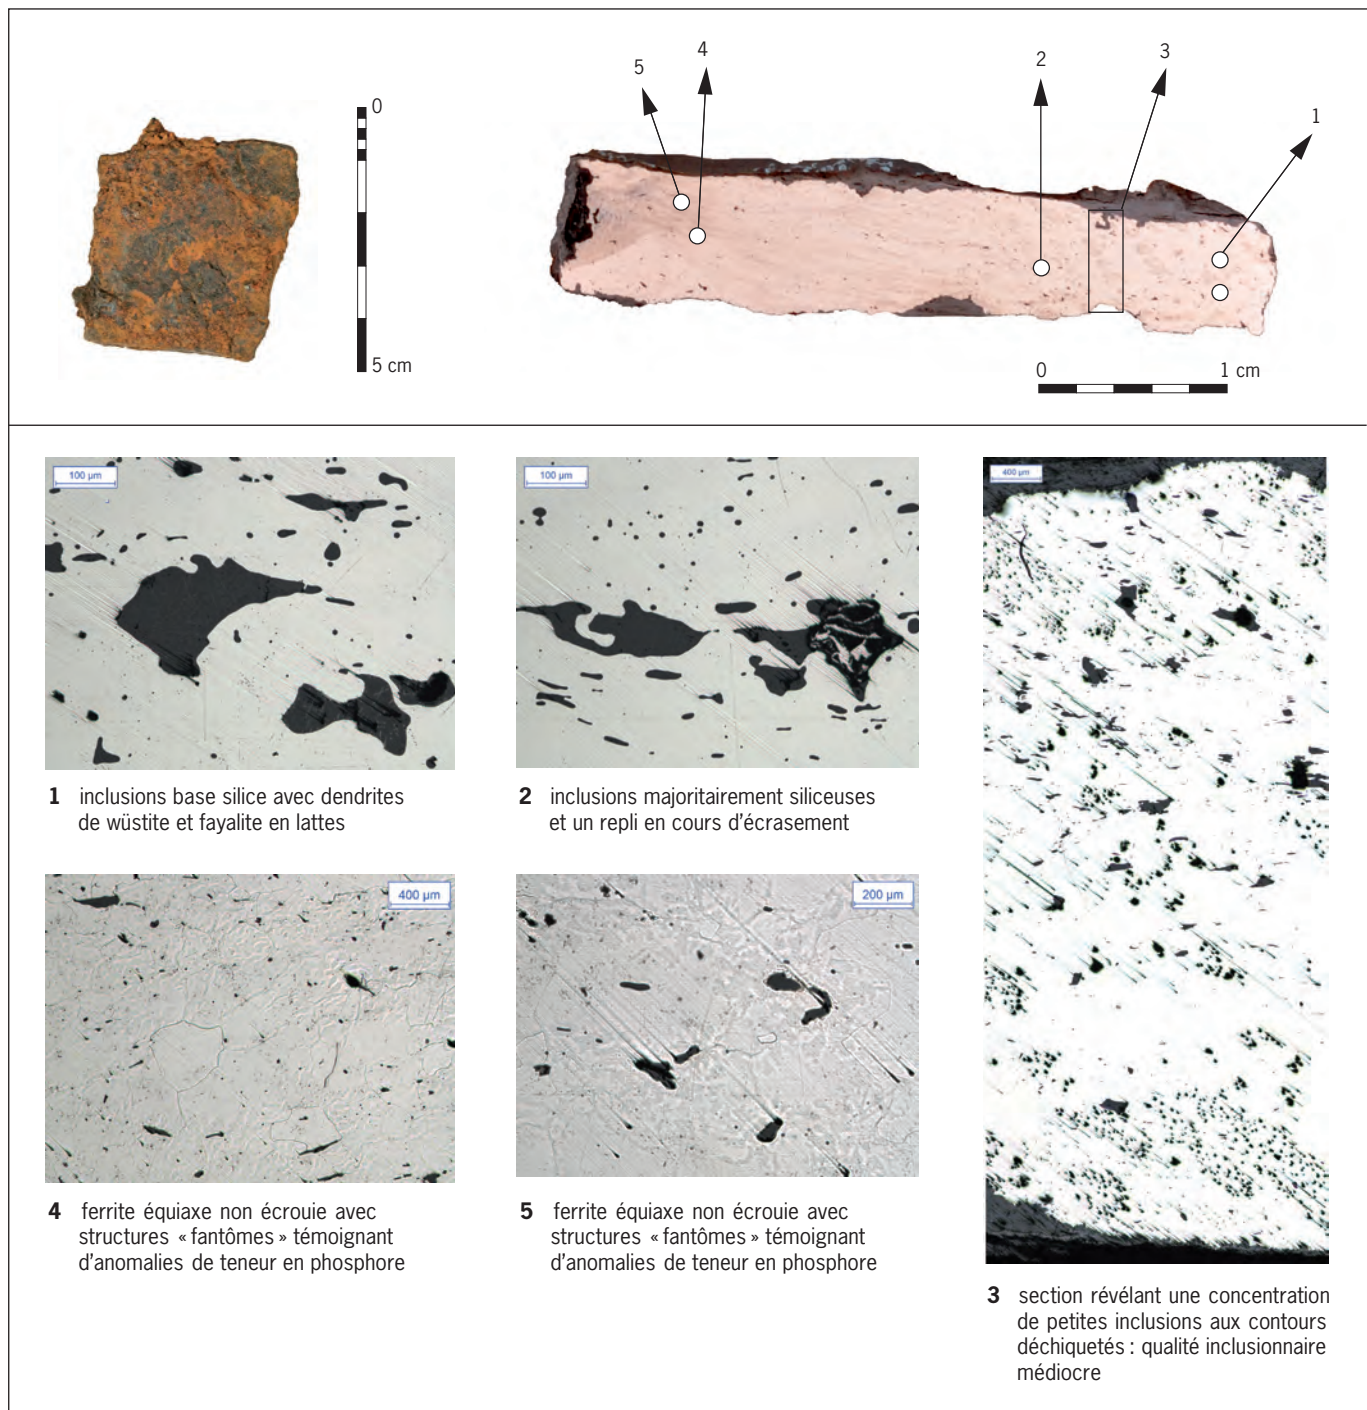 0
5 cm
5
4
2
3
1
0
1 cm
100 µm
100 µm
400 µm
1 inclusions base silice avec dendrites
de wüstite et fayalite en lattes
2 inclusions majoritairement siliceuses
et un repli en cours d'écrasement
400 µm
200 µm
4 ferrite équiaxe non écrouie avec
structures « fantômes » témoignant
d'anomalies de teneur en phosphore
5 ferrite équiaxe non écrouie avec
structures « fantômes » témoignant
d'anomalies de teneur en phosphore
3 section révélant une concentration
de petites inclusions aux contours
déchiquetés : qualité inclusionnaire
médiocre